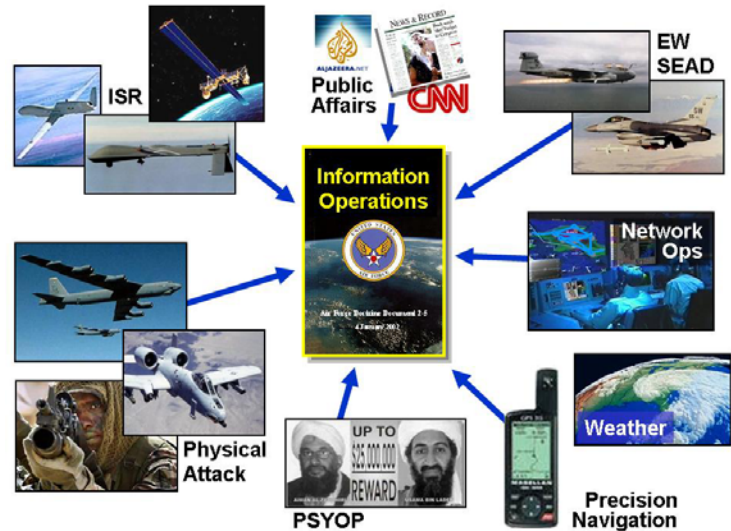 ISR
ALJAZEERA.NET
NEWS & RECORD
Public
Affairs
CNN
EW
SEAD
Information
Operations
UNITED STATES
AIR FORCE
Air Force Doctrine Document 2-5
4 January 2002
Network
Ops
Physical
Attack
UP TO
$25,000,000
REWARD
PSYOP
MAGELLAN
Weather
Precision
Navigation